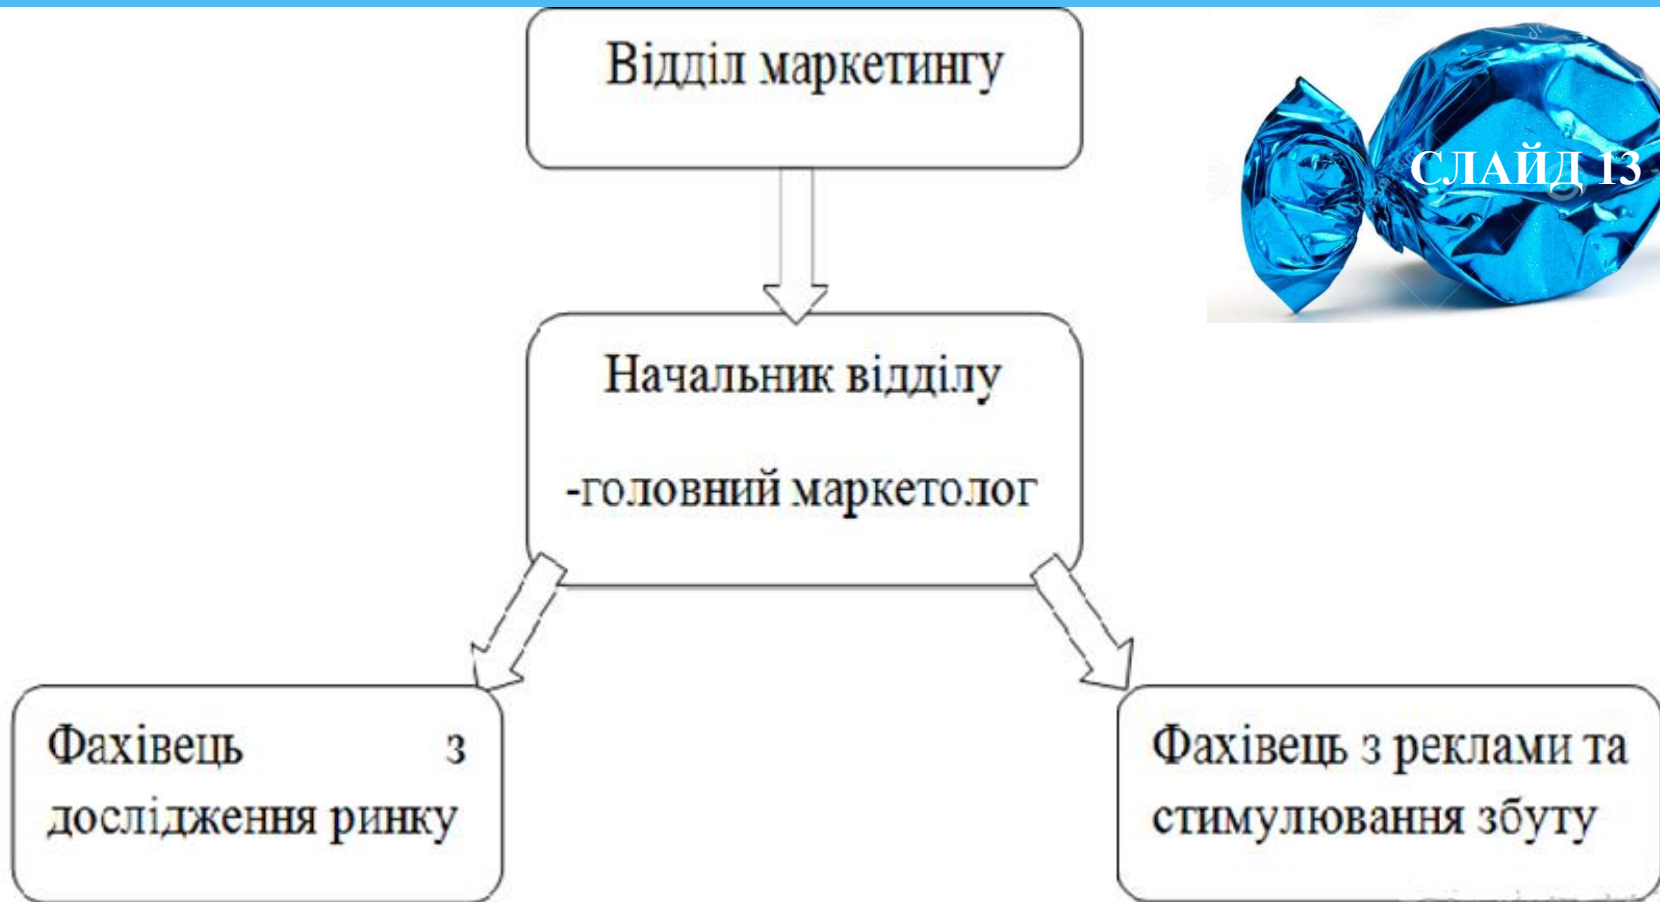 Відділ маркетингу
СЛАЙД 13
Начальник відділу
-головний маркетолог
Фахівець з
дослідження ринку
Фахівець з реклами та
стимулювання збуту